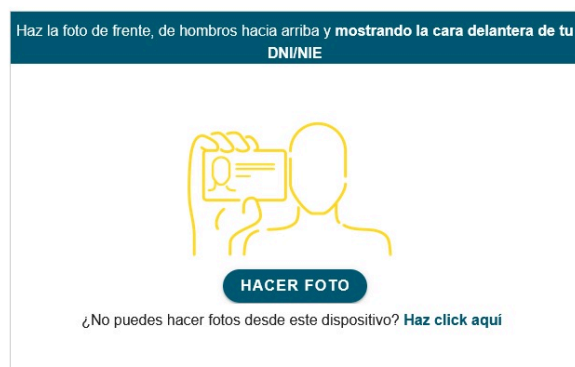 Haz la foto de frente, de hombros hacia arriba y mostrando la cara delantera de tu
DNI/NIE
HACER FOTO
¿No puedes hacer fotos desde este dispositivo? Haz click aquí